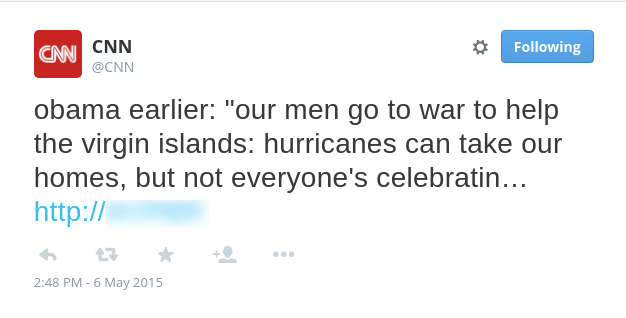 CNN
CNN
@CNN
Following
obama earlier: "our men go to war to help
the virgin islands: hurricanes can take our
homes, but not everyone's celebratin…
http://
2:48 PM - 6 May 2015